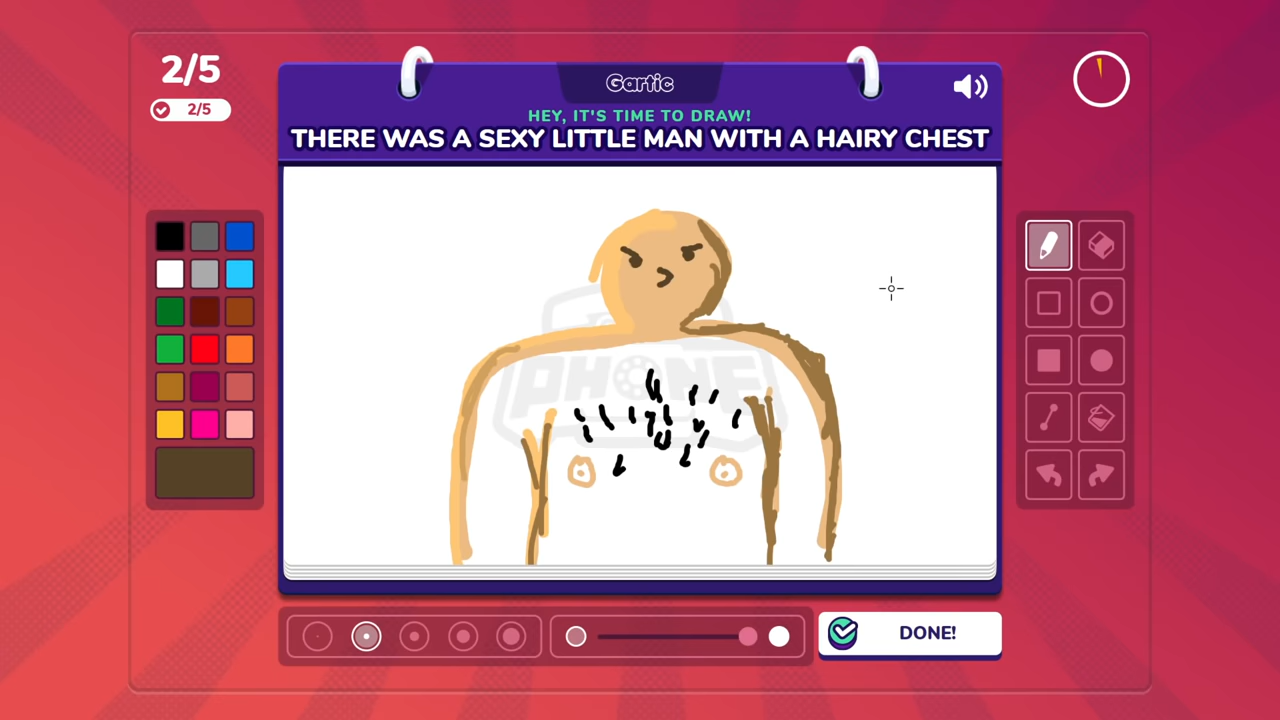 2/5
2/5
Gartic
HEY, IT'S TIME TO DRAW!
THERE WAS A SEXY LITTLE MAN WITH A HAIRY CHEST
PHONE
DONE!